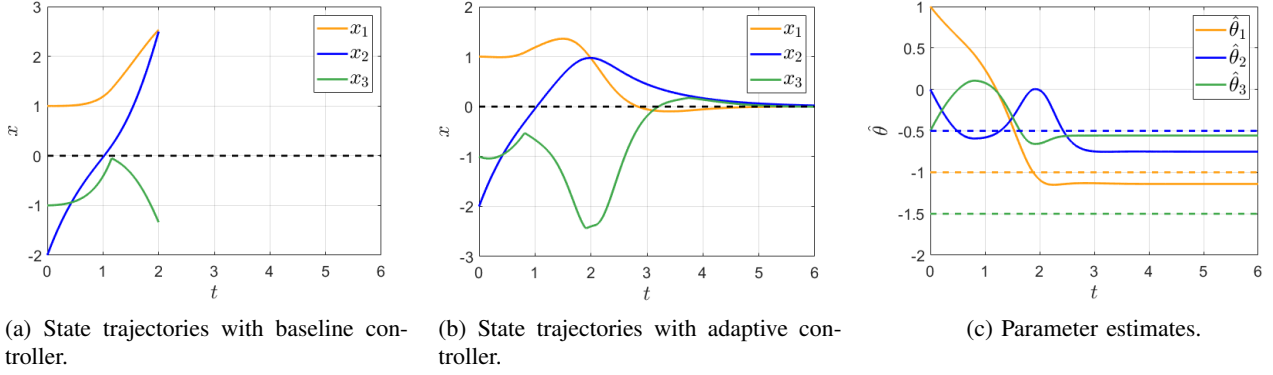 3
2
1
0
-1
-2
x
0 1 2 3 4 5 6
t
x₁
x₂
x₃
2
1
0
-1
-2
-3
x
0 1 2 3 4 5 6
t
x₁
x₂
x₃
1
0.5
0
-0.5
-1
-1.5
-2
θ̂
0 1 2 3 4 5 6
t
θ̂₁
θ̂₂
θ̂₃
(a) State trajectories with baseline con-
troller.
(b) State trajectories with adaptive con-
troller.
(c) Parameter estimates.